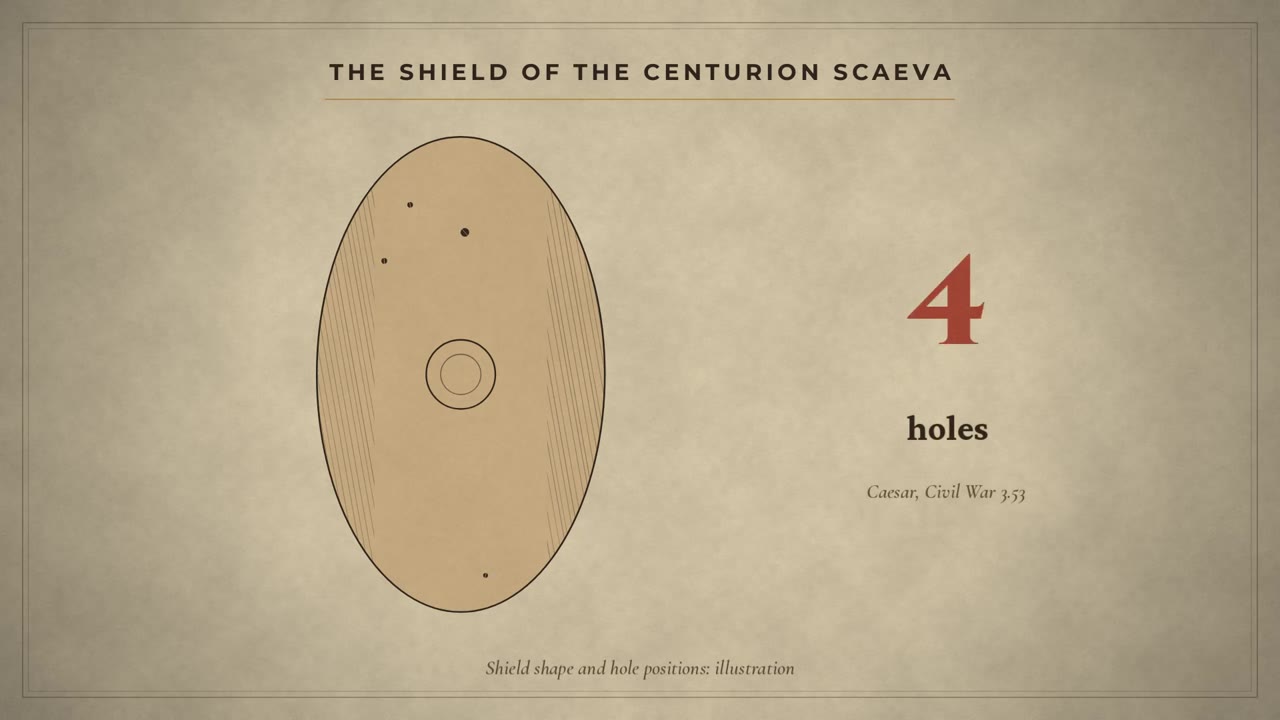 THE SHIELD OF THE CENTURION SCAEVA
4
holes
Caesar, Civil War 3.53
Shield shape and hole positions: illustration